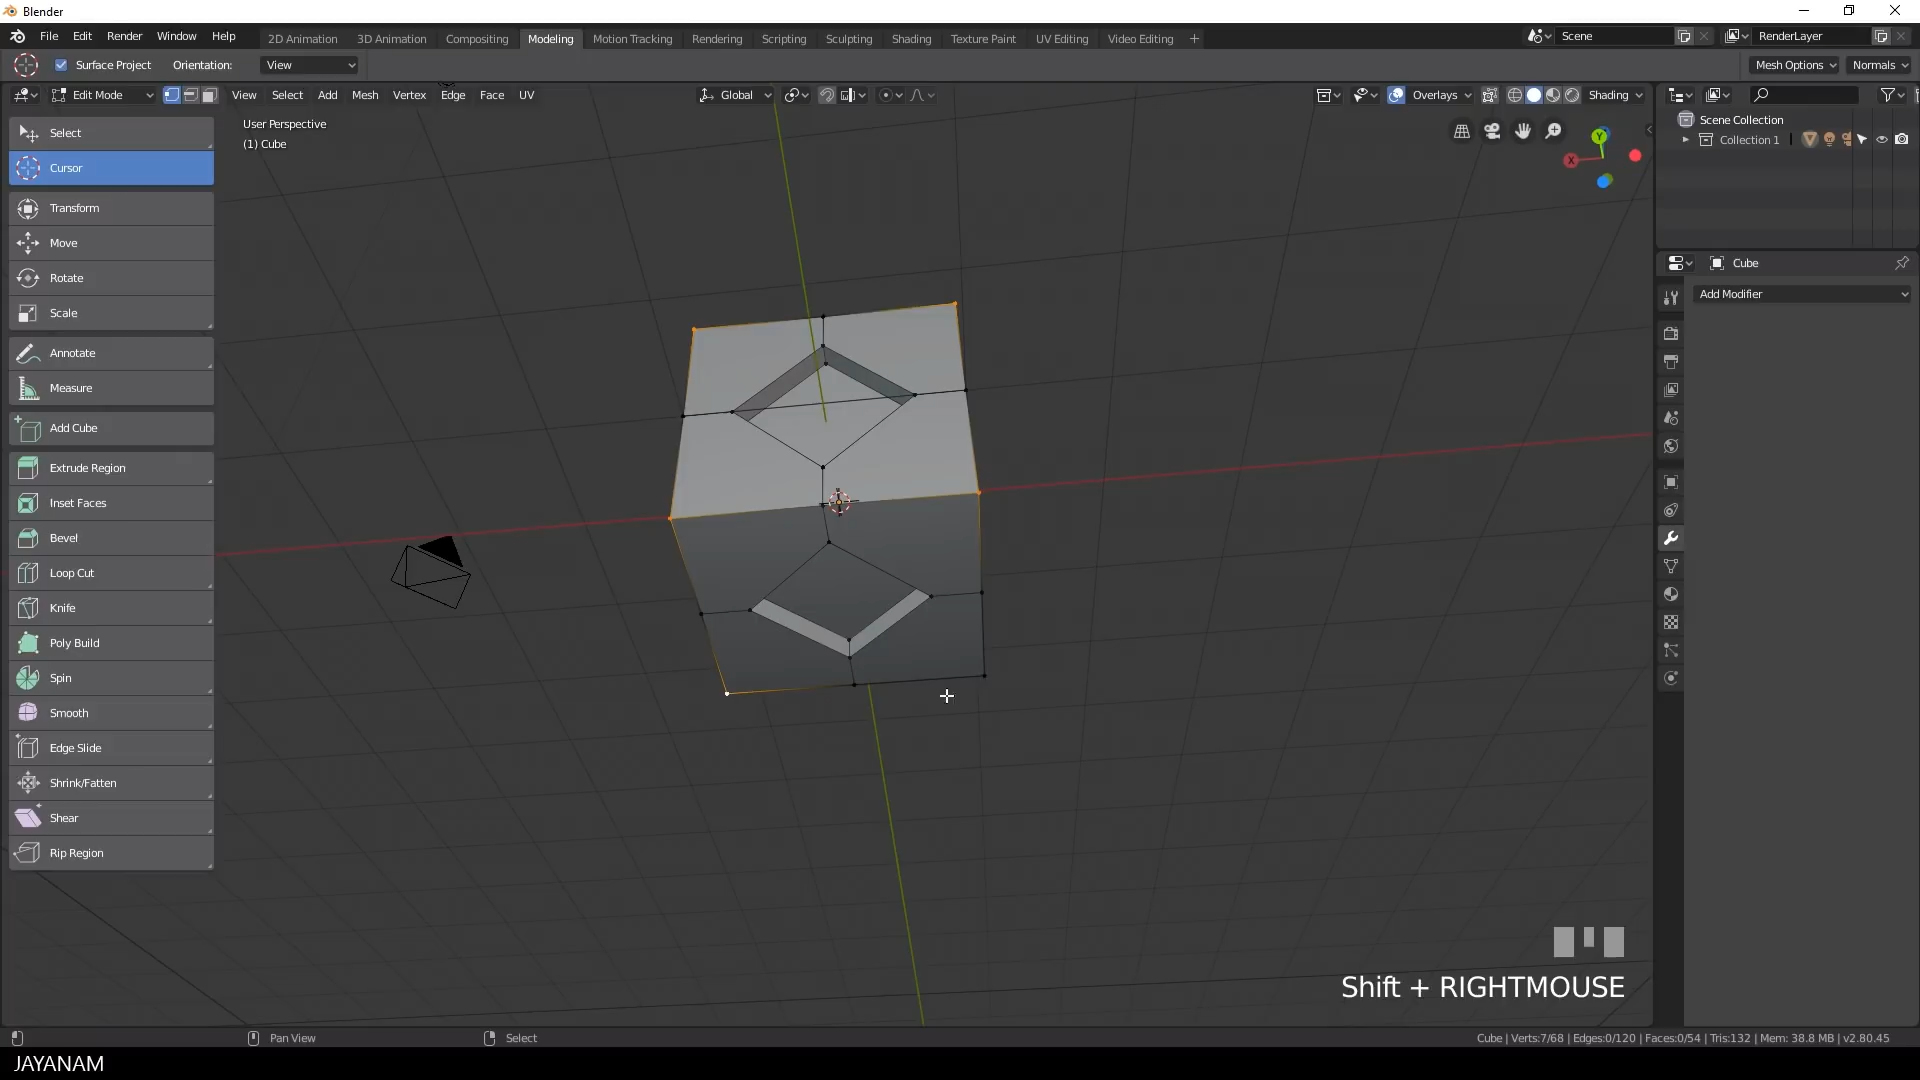 Blender
File Edit Render Window Help 2D Animation 3D Animation Compositing Modeling Motion Tracking Rendering Scripting Sculpting Shading Texture Paint UV Editing Video Editing Scene RenderLayer
Surface Project Orientation: View Mesh Options Normals
Edit Mode View Select Add Mesh Vertex Edge Face UV Global Overlays Shading
User Perspective
(1) Cube
Select
Cursor
Transform
Move
Rotate
Scale
Annotate
Measure
Add Cube
Extrude Region
Inset Faces
Bevel
Loop Cut
Knife
Poly Build
Spin
Smooth
Edge Slide
Shrink/Fatten
Shear
Rip Region
Y
X
Scene Collection
Collection 1
Cube
Add Modifier
Shift + RIGHTMOUSE
Pan View Select Cube | Verts:7/68 | Edges:0/120 | Faces:0/54 | Tris:132 | Mem: 38.8 MB | v2.80.45
JAYANAM